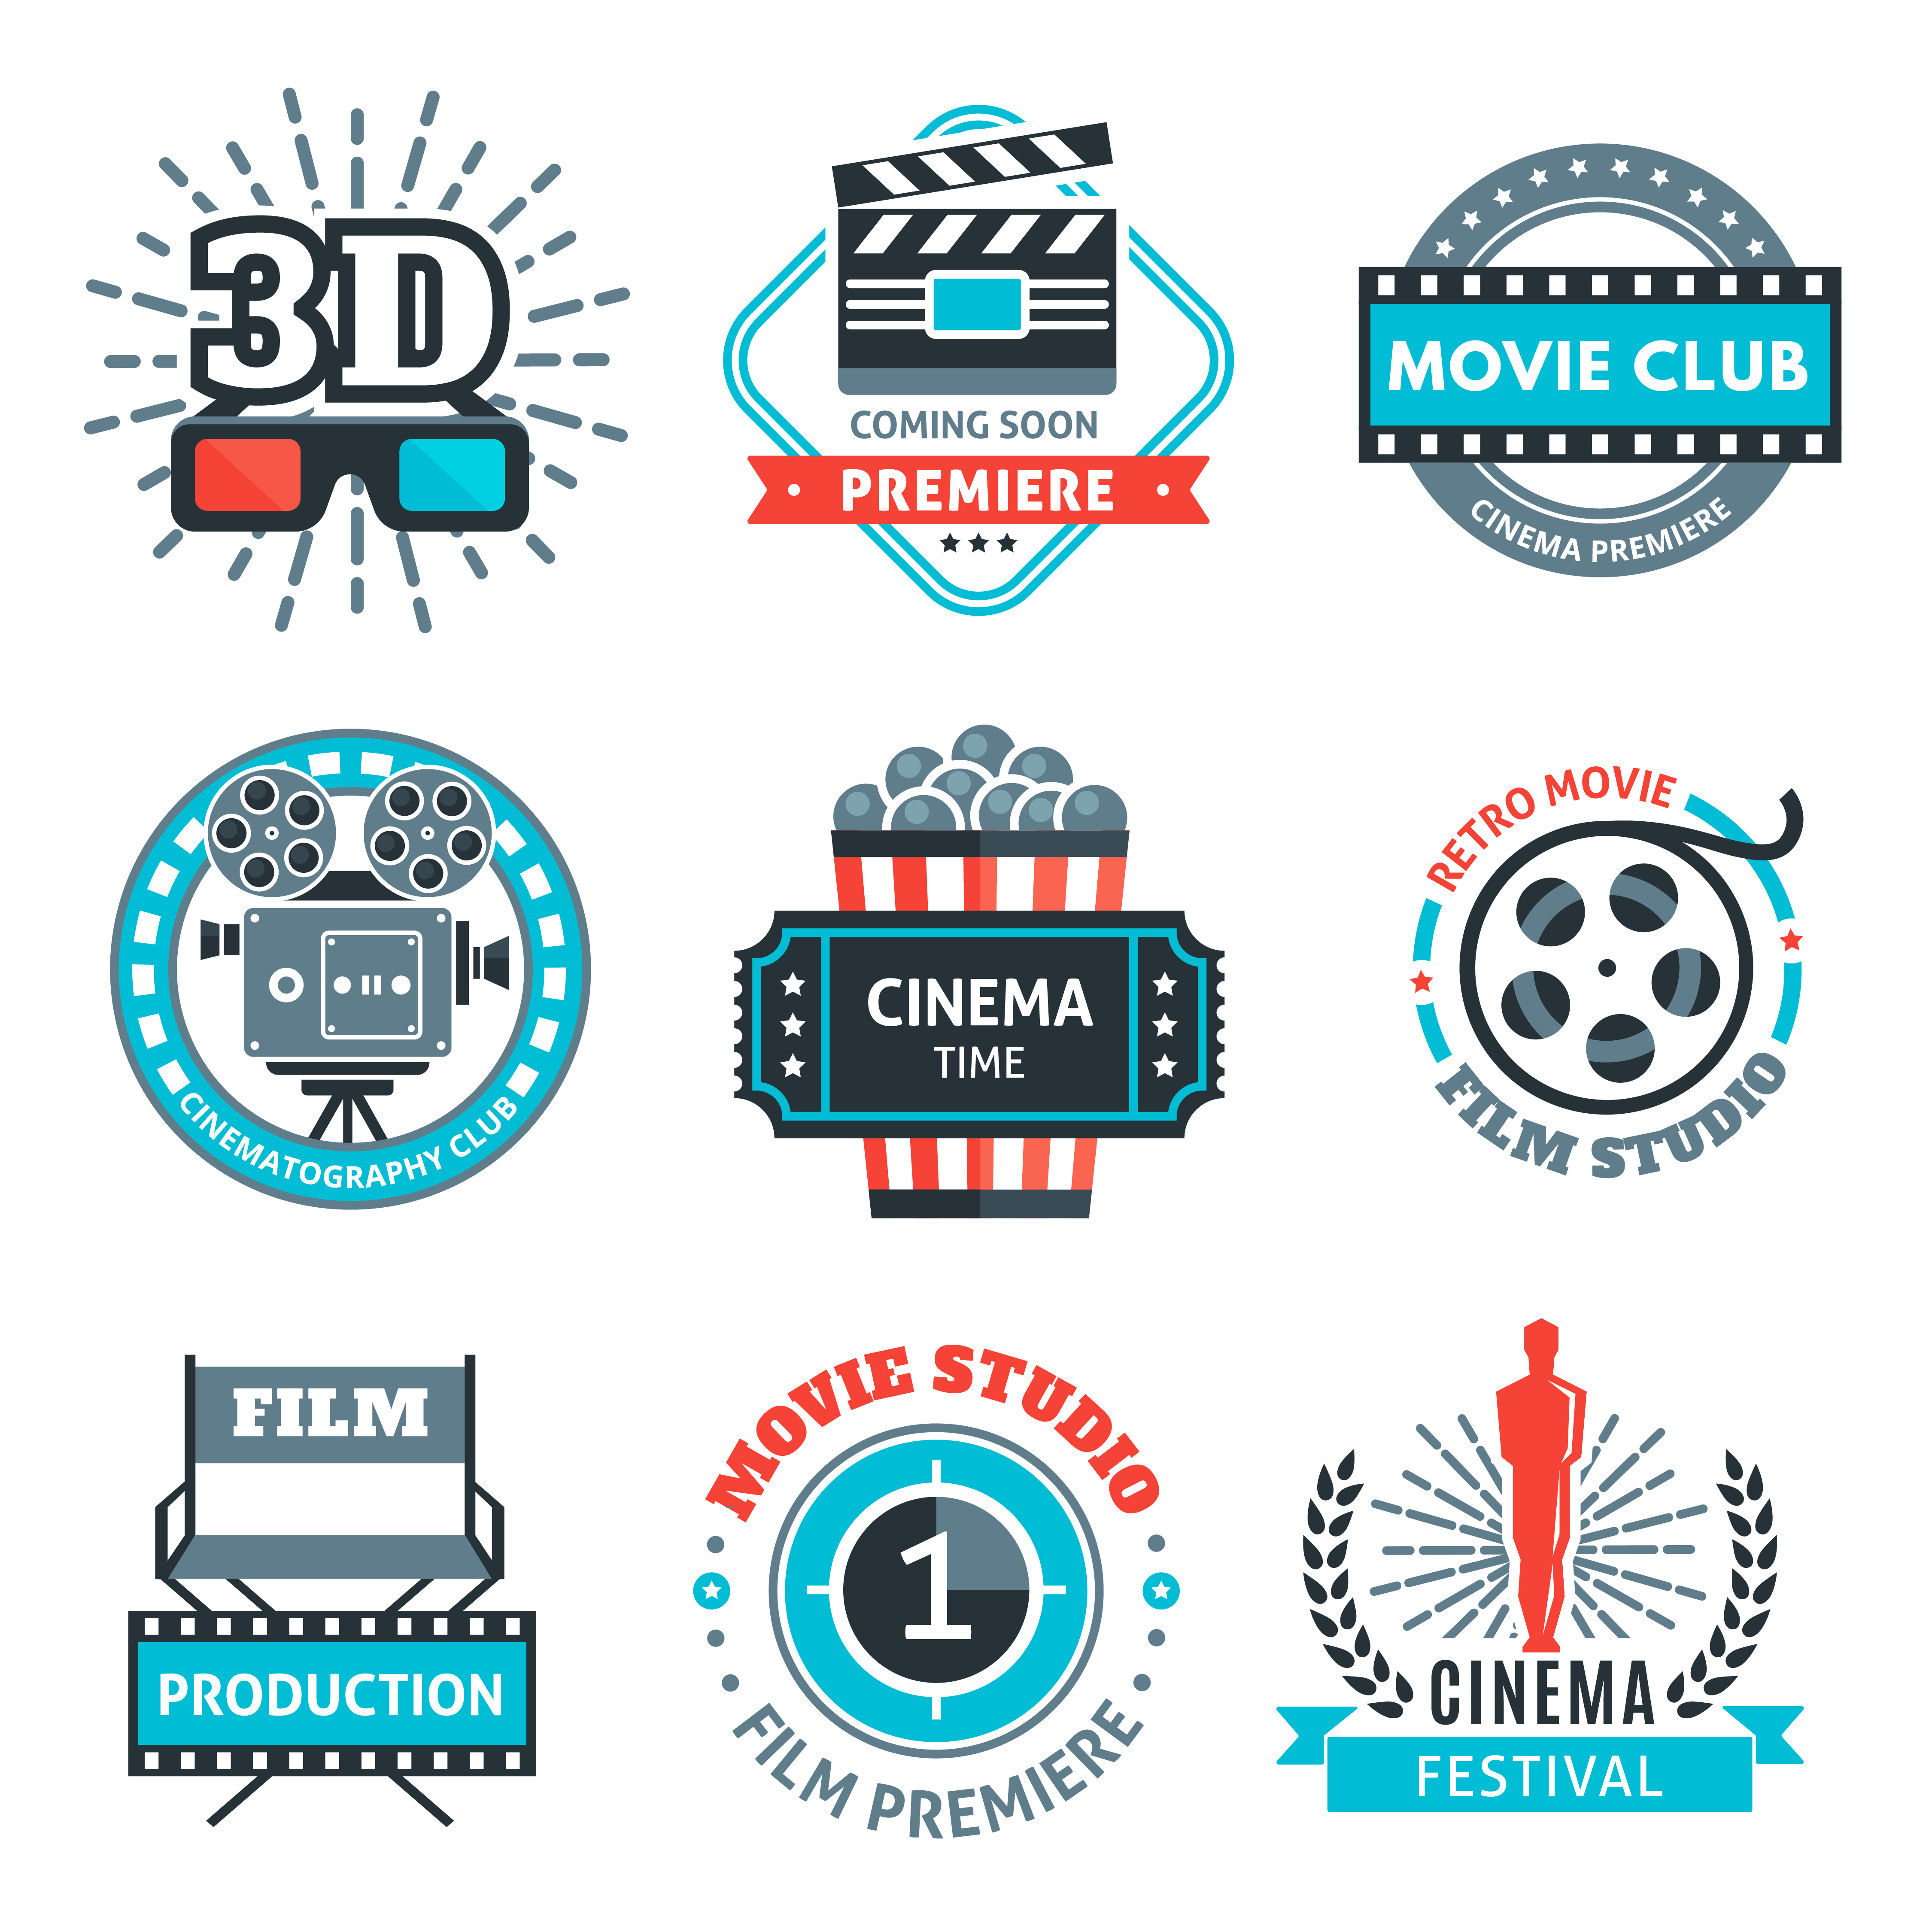 3D
COMING SOON
PREMIERE
MOVIE CLUB
CINEMA PREMIERE
CINEMATOGRAPHY CLUB
CINEMA
TIME
RETRO MOVIE
FILM STUDIO
FILM
PRODUCTION
MOVIE STUDIO
1
FILM PREMIERE
CINEMA
FESTIVAL